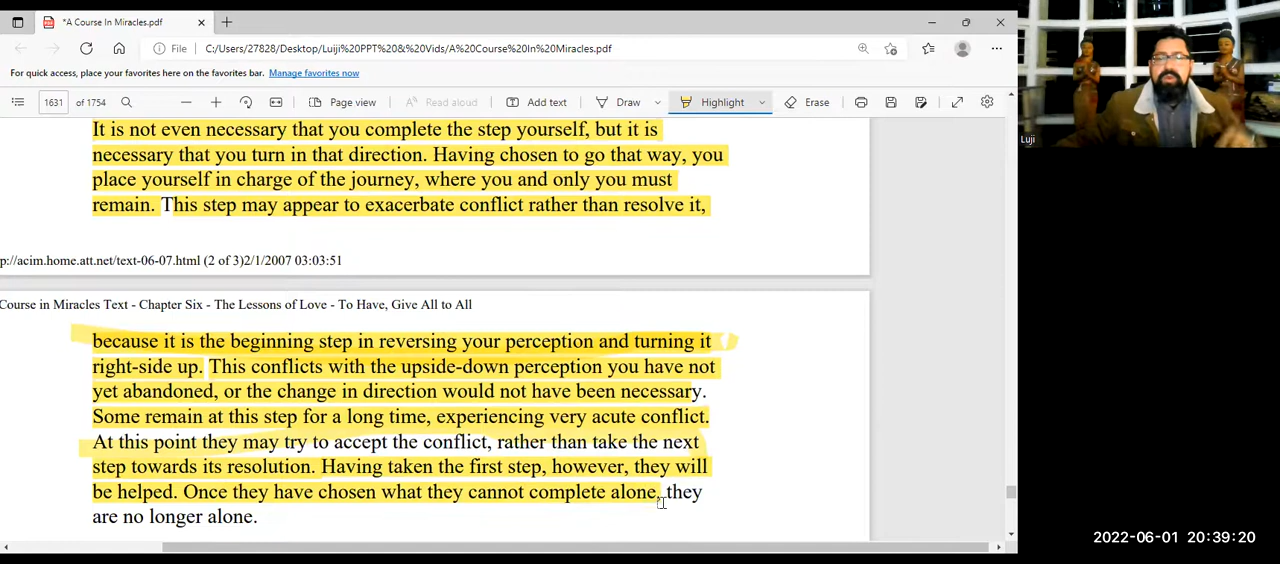 *A Course In Miracles.pdf
File C:/Users/27828/Desktop/Luiji%20PPT%20&%20Vids/A%20Course%20In%20Miracles.pdf
For quick access, place your favorites here on the favorites bar. Manage favorites now
1631 of 1754 Page view Read aloud Add text Draw Highlight Erase
It is not even necessary that you complete the step yourself, but it is
necessary that you turn in that direction. Having chosen to go that way, you
place yourself in charge of the journey, where you and only you must
remain. This step may appear to exacerbate conflict rather than resolve it,
p://acim.home.att.net/text-06-07.html (2 of 3)2/1/2007 03:03:51
Course in Miracles Text - Chapter Six - The Lessons of Love - To Have, Give All to All
because it is the beginning step in reversing your perception and turning it
right-side up. This conflicts with the upside-down perception you have not
yet abandoned, or the change in direction would not have been necessary.
Some remain at this step for a long time, experiencing very acute conflict.
At this point they may try to accept the conflict, rather than take the next
step towards its resolution. Having taken the first step, however, they will
be helped. Once they have chosen what they cannot complete alone, they
are no longer alone.
Luji
2022-06-01 20:39:20